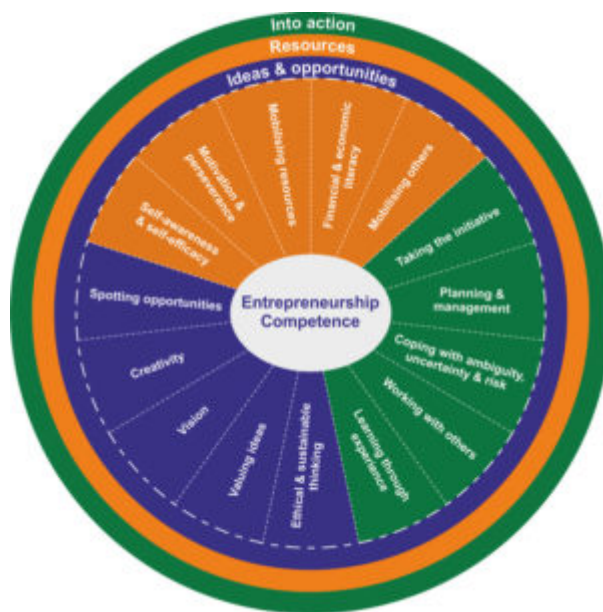 Into action
Resources
Ideas & opportunities
Self-awareness
& self-efficacy
Motivation &
perseverance
Mobilising resources
Financial & economic
literacy
Mobilising others
Taking the initiative
Planning &
management
Coping with ambiguity,
uncertainty & risk
Working with others
Learning through
experience
Ethical & sustainable
thinking
Valuing ideas
Vision
Creativity
Spotting opportunities
Entrepreneurship
Competence